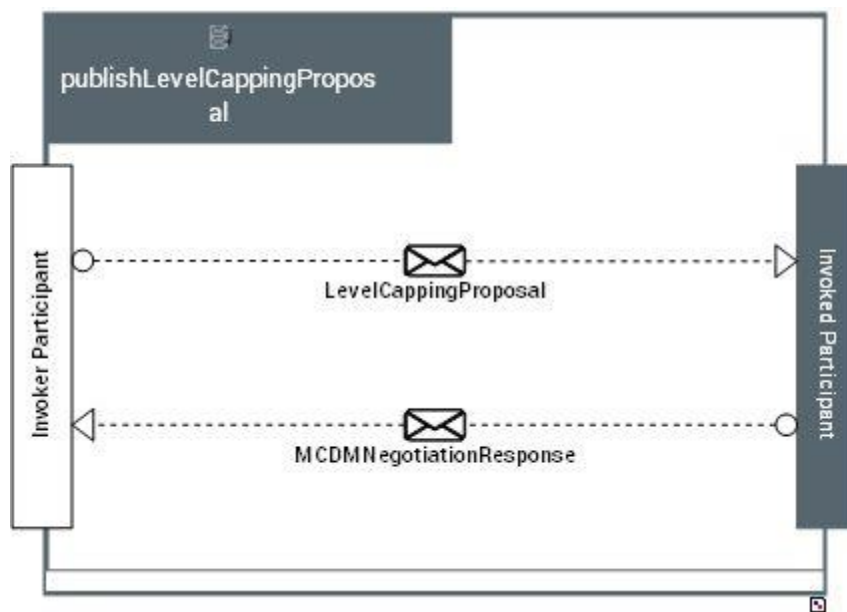 publishLevelCappingPropos
al
Invoker Participant
LevelCappingProposal
MCDMNegotiationResponse
Invoked Participant